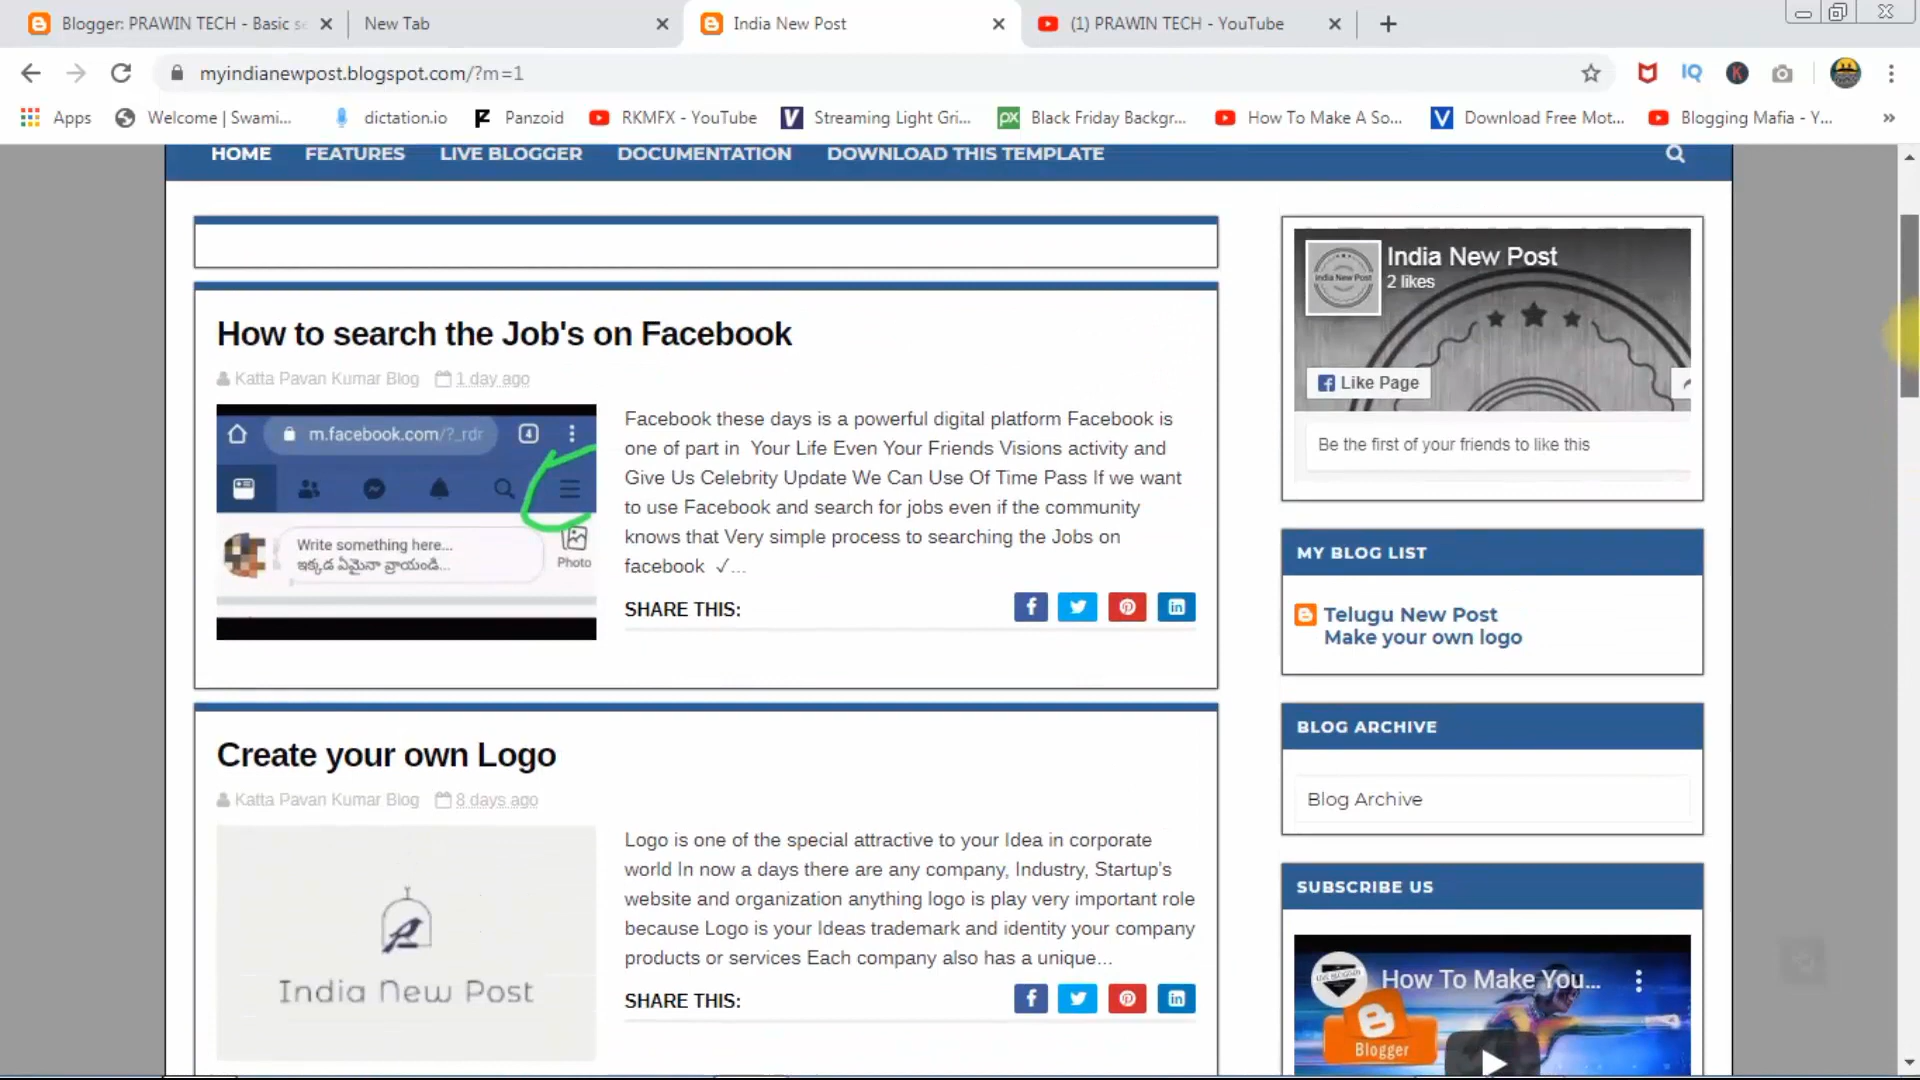 Blogger: PRAWIN TECH - Basic se
New Tab
India New Post
(1) PRAWIN TECH - YouTube
myindianewpost.blogspot.com/?m=1
Apps
Welcome | Swami...
dictation.io
Panzoid
RKMFX - YouTube
Streaming Light Gri...
Black Friday Backgr...
How To Make A So...
Download Free Mot...
Blogging Mafia - Y...
HOME
FEATURES
LIVE BLOGGER
DOCUMENTATION
DOWNLOAD THIS TEMPLATE
How to search the Job's on Facebook
Katta Pavan Kumar Blog
1 day ago
m.facebook.com/?_rdr
4
Write something here...
ఇక్కడ ఏమైనా వ్రాయండి...
Photo
Facebook these days is a powerful digital platform Facebook is
one of part in  Your Life Even Your Friends Visions activity and
Give Us Celebrity Update We Can Use Of Time Pass If we want
to use Facebook and search for jobs even if the community
knows that Very simple process to searching the Jobs on
facebook  ✓...
SHARE THIS:
Create your own Logo
Katta Pavan Kumar Blog
8 days ago
India New Post
Logo is one of the special attractive to your Idea in corporate
world In now a days there are any company, Industry, Startup's
website and organization anything logo is play very important role
because Logo is your Ideas trademark and identity your company
products or services Each company also has a unique...
SHARE THIS:
India New Post
India New Post
2 likes
Like Page
Be the first of your friends to like this
MY BLOG LIST
Telugu New Post
Make your own logo
BLOG ARCHIVE
Blog Archive
SUBSCRIBE US
LIVE BLOGGER
How To Make You...
Blogger